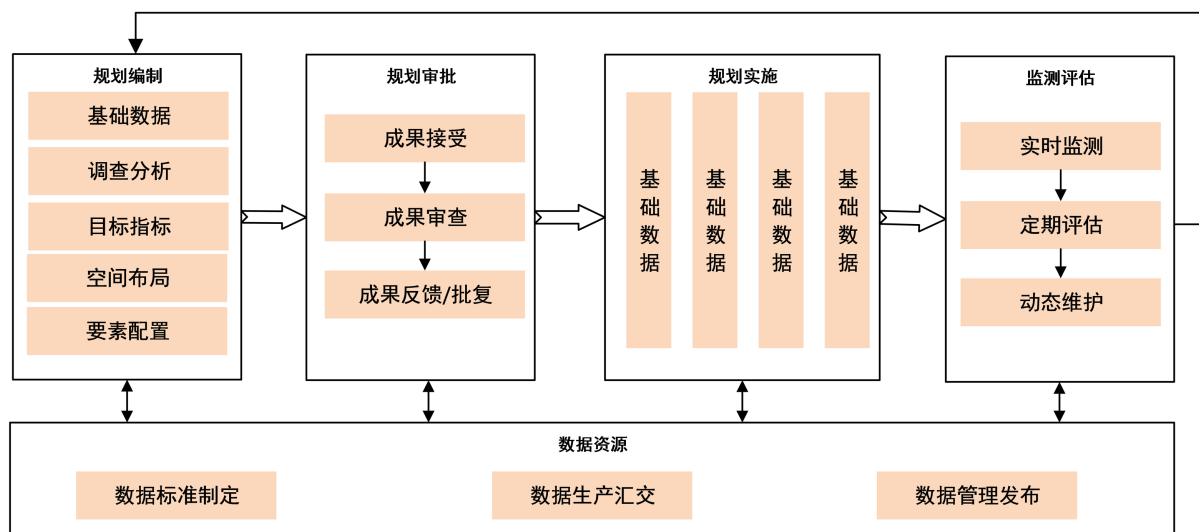 规划编制
基础数据
调查分析
目标指标
空间布局
要素配置
规划审批
成果接受
成果审查
成果反馈/批复
规划实施
基础数据
基础数据
基础数据
基础数据
监测评估
实时监测
定期评估
动态维护
数据资源
数据标准制定
数据生产汇交
数据管理发布